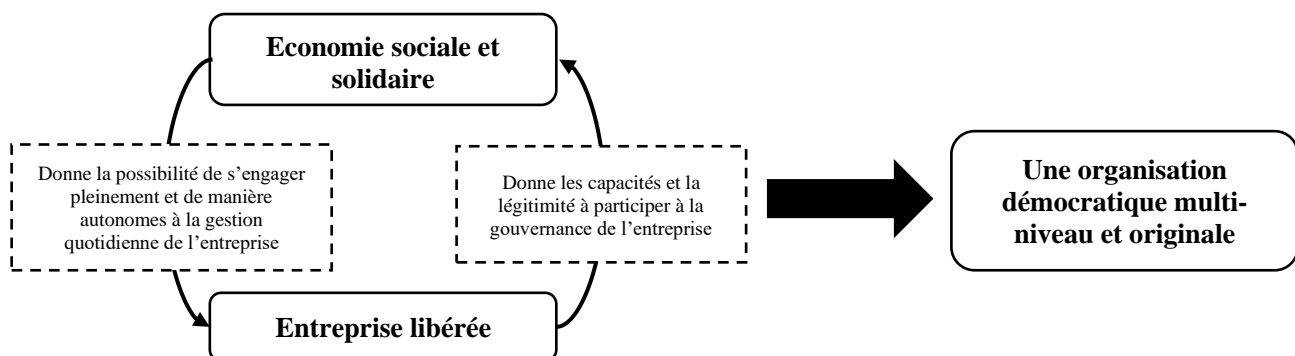 Economie sociale et
solidaire
Donne la possibilité de s’engager
pleinement et de manière
autonomes à la gestion
quotidienne de l’entreprise
Donne les capacités et la
légitimité à participer à la
gouvernance de l’entreprise
Une organisation
démocratique multi-
niveau et originale
Entreprise libérée